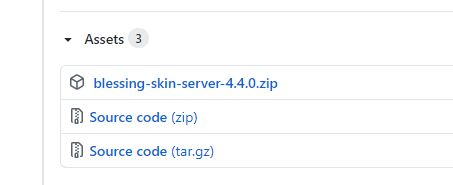 Assets 3
blessing-skin-server-4.4.0.zip
Source code (zip)
Source code (tar.gz)